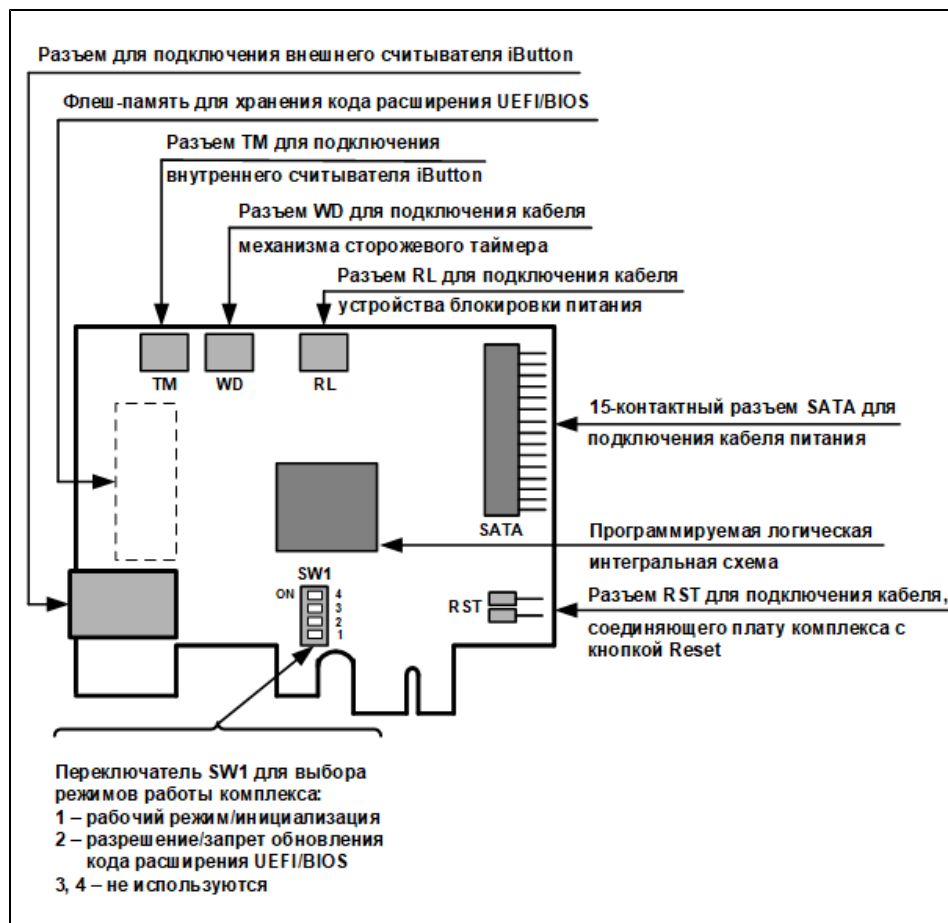 Разъем для подключения внешнего считывателя iButton
Флеш-память для хранения кода расширения UEFI/BIOS
Разъем TM для подключения
внутреннего считывателя iButton
Разъем WD для подключения кабеля
механизма сторожевого таймера
Разъем RL для подключения кабеля
устройства блокировки питания
TM WD RL
15-контактный разъем SATA для
подключения кабеля питания
SATA
Программируемая логическая
интегральная схема
SW1
ON 4
3
2
1
RST
Разъем RST для подключения кабеля,
соединяющего плату комплекса с
кнопкой Reset
Переключатель SW1 для выбора
режимов работы комплекса:
1 – рабочий режим/инициализация
2 – разрешение/запрет обновления
кода расширения UEFI/BIOS
3, 4 – не используются